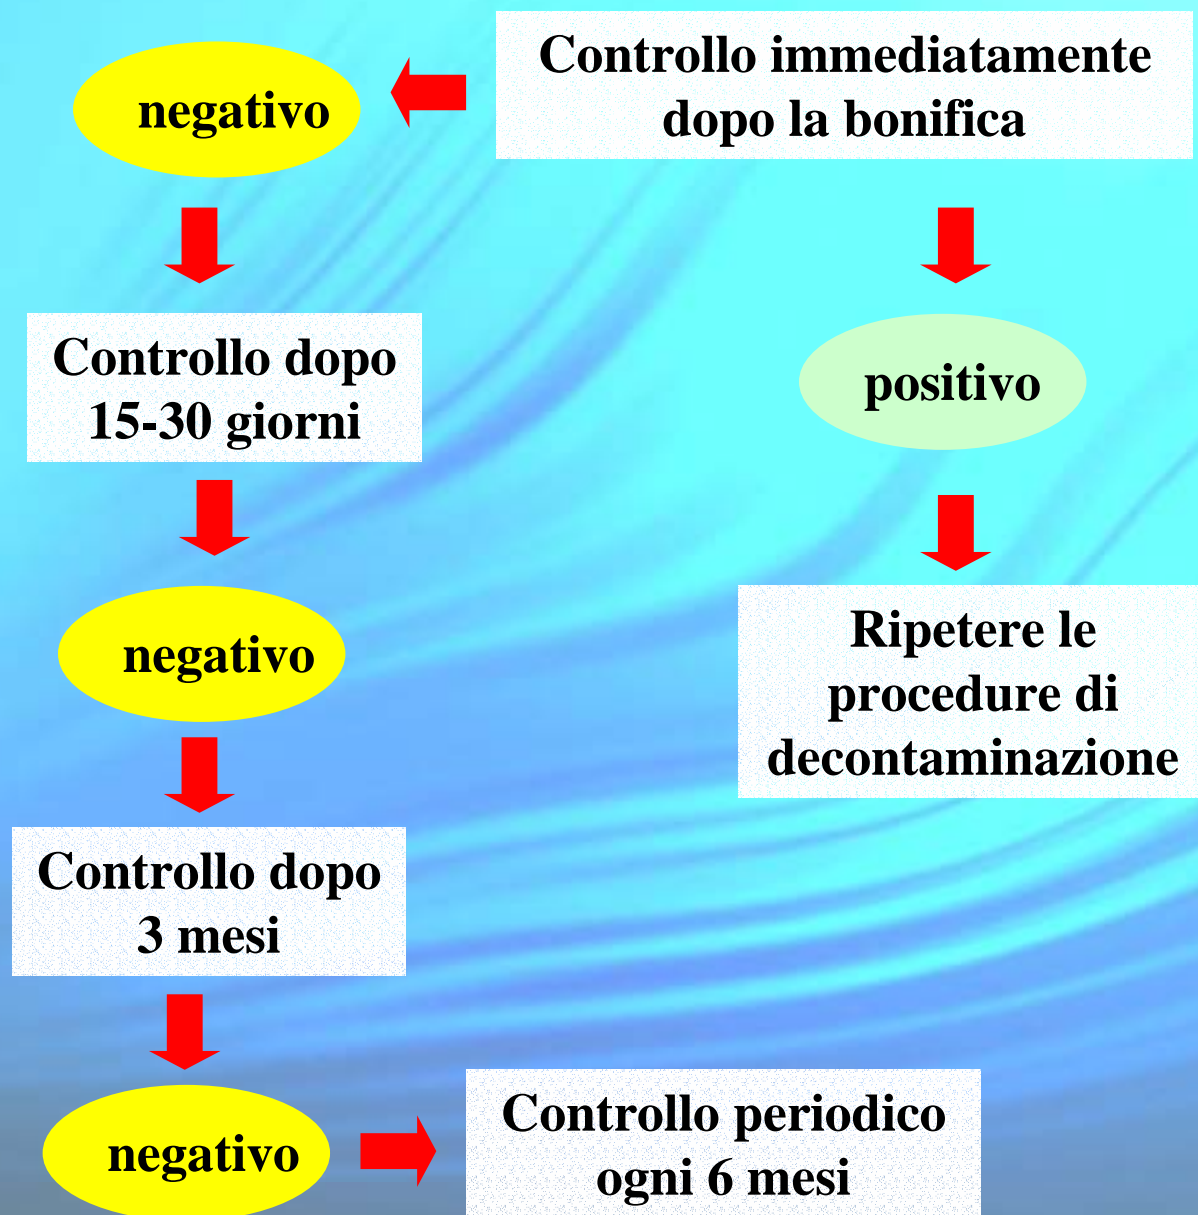 Controllo immediatamente
dopo la bonifica
negativo
Controllo dopo
15-30 giorni
negativo
Controllo dopo
3 mesi
negativo
Controllo periodico
ogni 6 mesi
positivo
Ripetere le
procedure di
decontaminazione